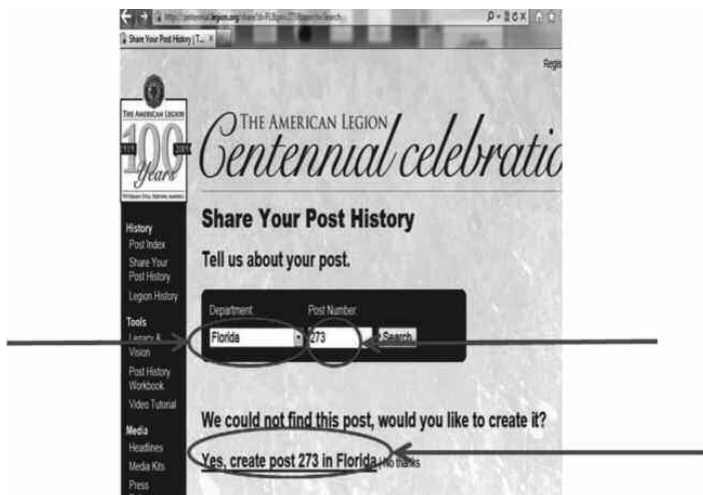 Share Your Post History | T...
Regis
THE AMERICAN LEGION
100
Years
THE AMERICAN LEGION
Centennial celebratio
Share Your Post History
Tell us about your post.
Department
Post Number
Florida
273
Search
We could not find this post, would you like to create it?
Yes, create post 273 in Florida | No thanks
History
Post Index
Share Your
Post History
Legion History
Tools
Legacy &
Vision
Post History
Workbook
Video Tutorial
Media
Headlines
Media Kits
Press